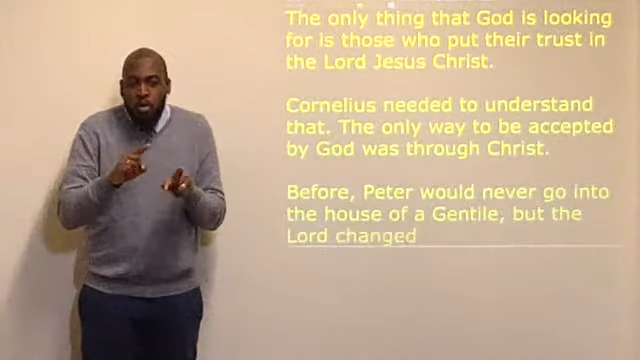 The only thing that God is looking
for is those who put their trust in
the Lord Jesus Christ.
Cornelius needed to understand
that. The only way to be accepted
by God was through Christ.
Before, Peter would never go into
the house of a Gentile, but the
Lord changed